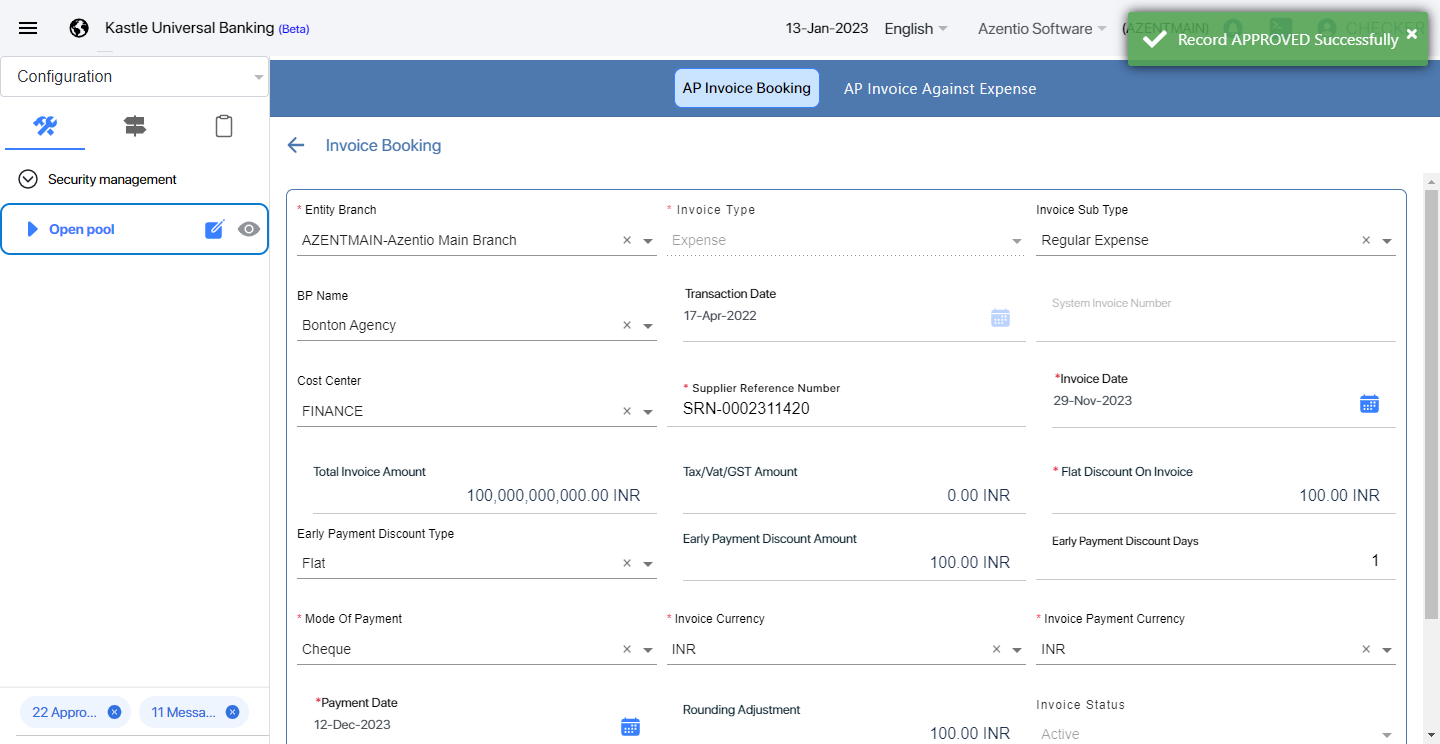 Kastle Universal Banking (Beta)
13-Jan-2023
English
Azentio Software
(AZENTMAIN)
CHECKER
Record APPROVED Successfully
Configuration
AP Invoice Booking
AP Invoice Against Expense
Security management
Open pool
Invoice Booking
* Entity Branch
AZENTMAIN-Azentio Main Branch
* Invoice Type
Expense
Invoice Sub Type
Regular Expense
BP Name
Bonton Agency
Transaction Date
17-Apr-2022
System Invoice Number
Cost Center
FINANCE
* Supplier Reference Number
SRN-0002311420
*Invoice Date
29-Nov-2023
Total Invoice Amount
100,000,000,000.00 INR
Tax/Vat/GST Amount
0.00 INR
* Flat Discount On Invoice
100.00 INR
Early Payment Discount Type
Flat
Early Payment Discount Amount
100.00 INR
Early Payment Discount Days
1
* Mode Of Payment
Cheque
* Invoice Currency
INR
* Invoice Payment Currency
INR
*Payment Date
12-Dec-2023
Rounding Adjustment
100.00 INR
Invoice Status
Active
22 Appro...
11 Messa...